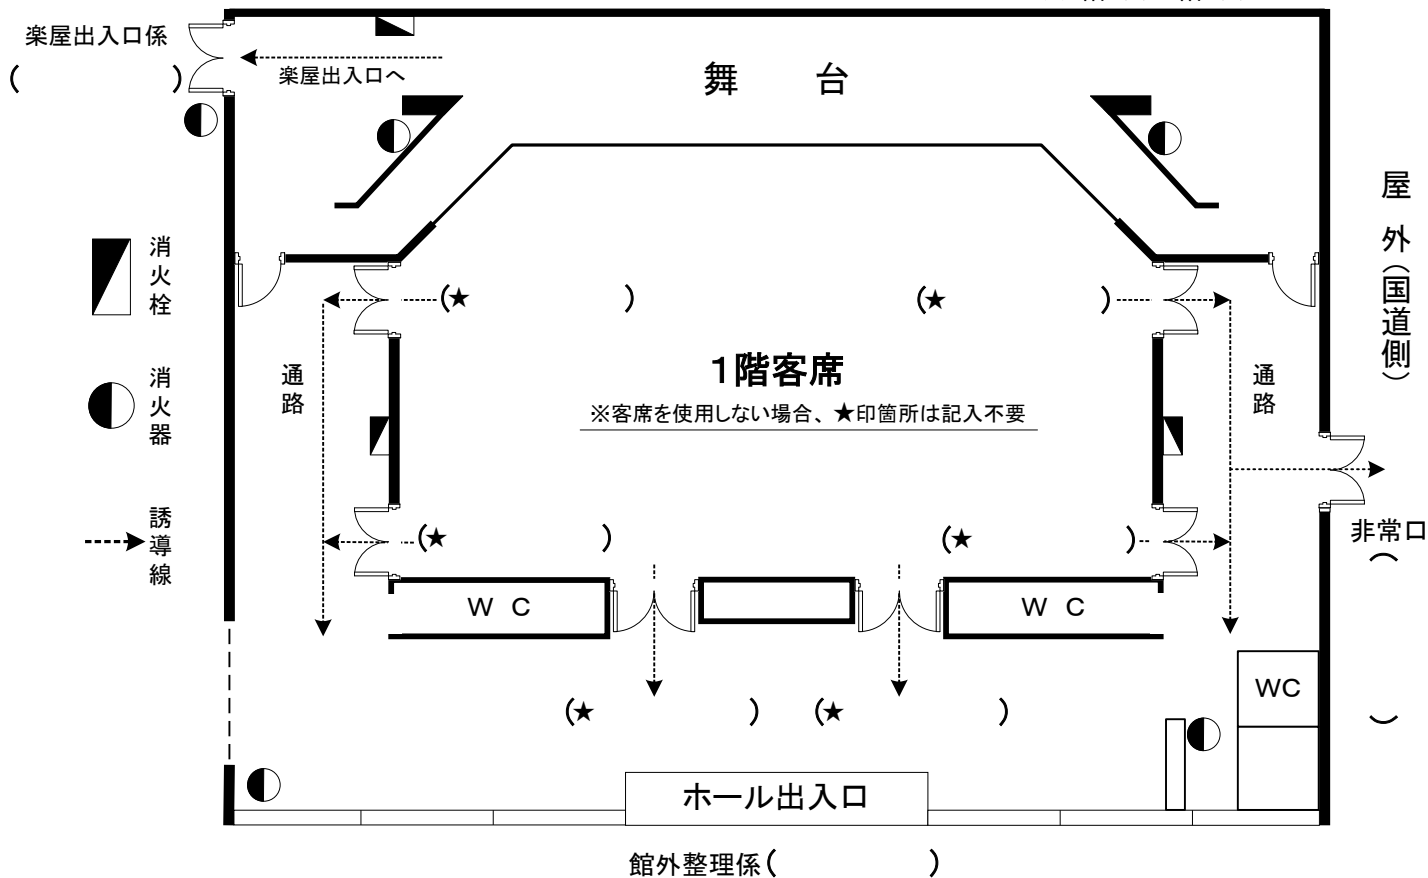 楽屋出入口係
(　　　　　　)
楽屋出入口へ
舞　台
屋外(国道側)
消火栓
消火器
誘導線
(★　　　　　　)
(★　　　　　　)
通路
1階客席
※客席を使用しない場合、★印箇所は記入不要
通路
(★　　　　　　)
(★　　　　　　)
非常口
(　　　　　　)
WC
WC
WC
(★　　　　　　)
(★　　　　　　)
ホール出入口
館外整理係(　　　　　　)